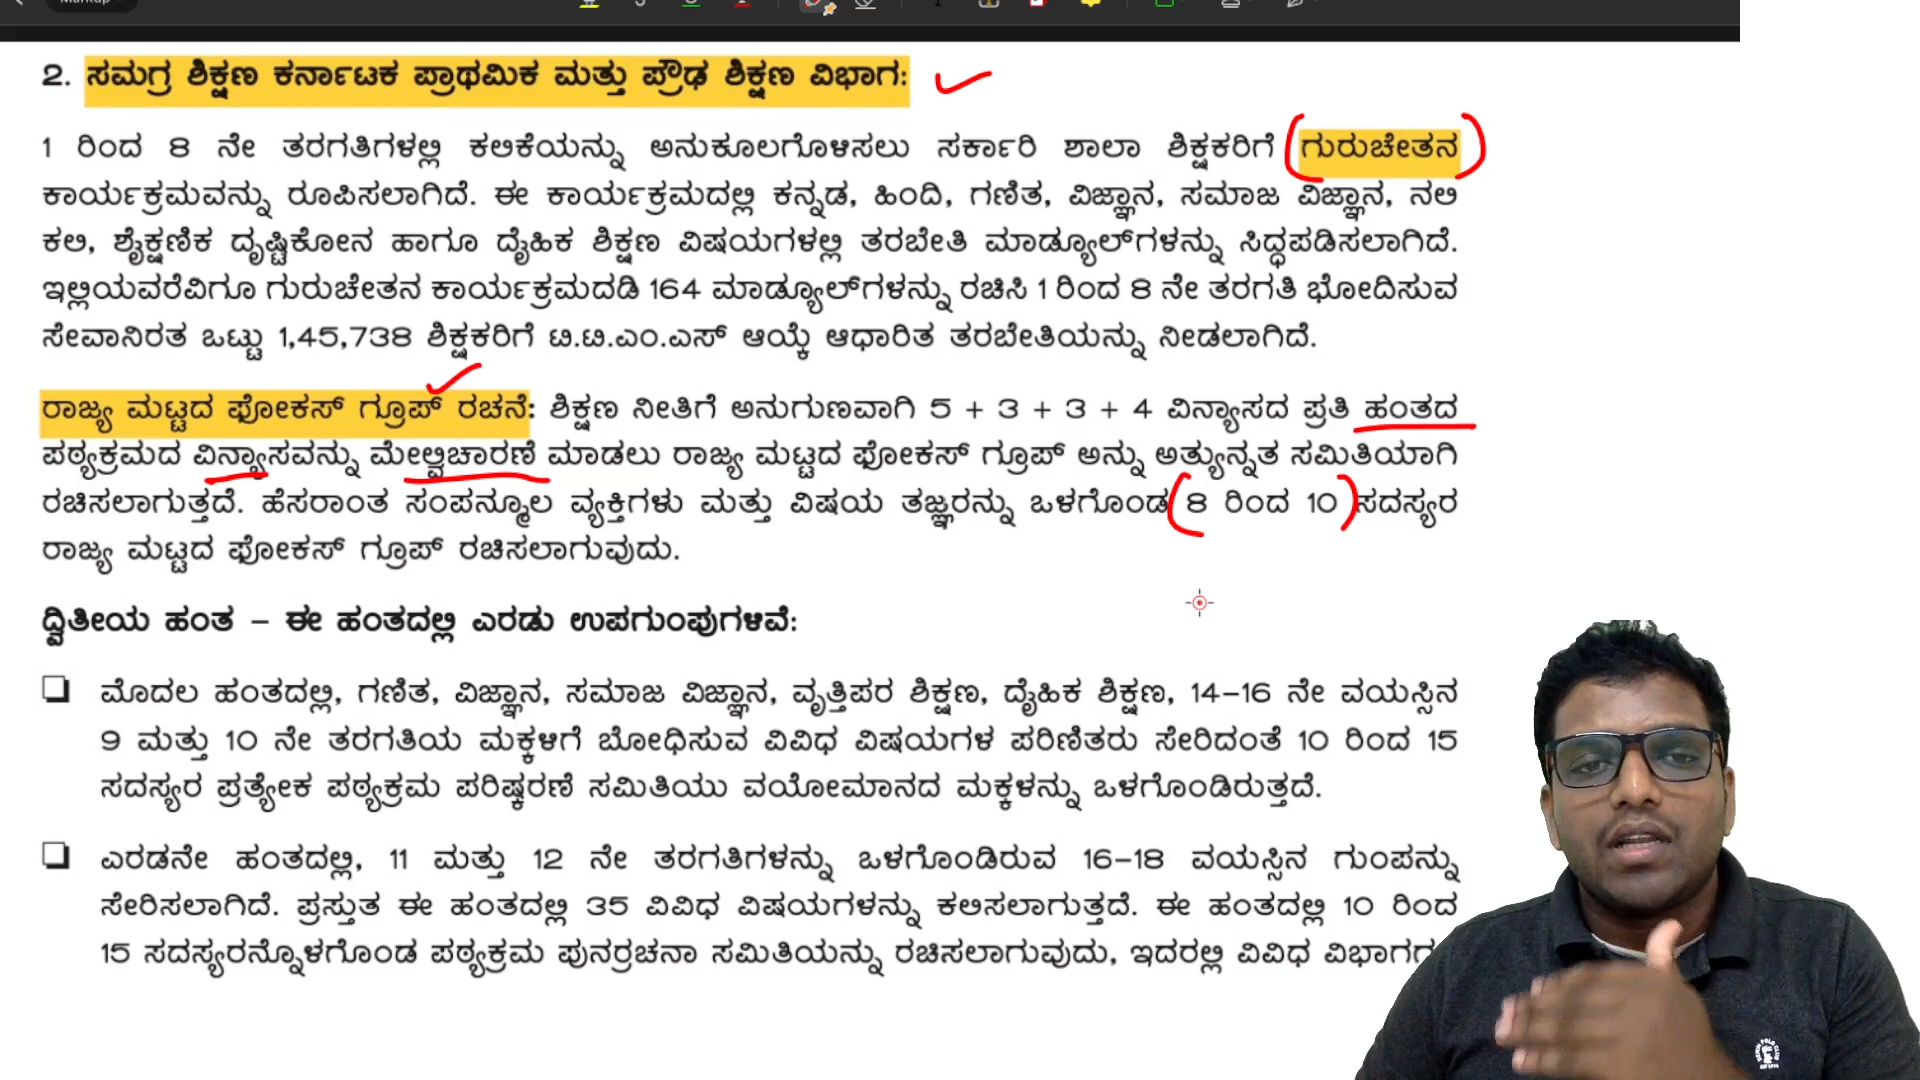 2. ಸಮಗ್ರ ಶಿಕ್ಷಣ ಕರ್ನಾಟಕ ಪ್ರಾಥಮಿಕ ಮತ್ತು ಪ್ರೌಢ ಶಿಕ್ಷಣ ವಿಭಾಗ:
1 ರಿಂದ 8 ನೇ ತರಗತಿಗಳಲ್ಲಿ ಕಲಿಕೆಯನ್ನು ಅನುಕೂಲಗೊಳಿಸಲು ಸರ್ಕಾರಿ ಶಾಲಾ ಶಿಕ್ಷಕರಿಗೆ ಗುರುಚೇತನ
ಕಾರ್ಯಕ್ರಮವನ್ನು ರೂಪಿಸಲಾಗಿದೆ. ಈ ಕಾರ್ಯಕ್ರಮದಲ್ಲಿ ಕನ್ನಡ, ಹಿಂದಿ, ಗಣಿತ, ವಿಜ್ಞಾನ, ಸಮಾಜ ವಿಜ್ಞಾನ, ನಲಿ
ಕಲಿ, ಶೈಕ್ಷಣಿಕ ದೃಷ್ಟಿಕೋನ ಹಾಗೂ ದೈಹಿಕ ಶಿಕ್ಷಣ ವಿಷಯಗಳಲ್ಲಿ ತರಬೇತಿ ಮಾಡ್ಯೂಲ್‌ಗಳನ್ನು ಸಿದ್ಧಪಡಿಸಲಾಗಿದೆ.
ಇಲ್ಲಿಯವರೆವಿಗೂ ಗುರುಚೇತನ ಕಾರ್ಯಕ್ರಮದಡಿ 164 ಮಾಡ್ಯೂಲ್‌ಗಳನ್ನು ರಚಿಸಿ 1 ರಿಂದ 8 ನೇ ತರಗತಿ ಭೋದಿಸುವ
ಸೇವಾನಿರತ ಒಟ್ಟು 1,45,738 ಶಿಕ್ಷಕರಿಗೆ ಟಿ.ಟಿ.ಎಂ.ಎಸ್ ಆಯ್ಕೆ ಆಧಾರಿತ ತರಬೇತಿಯನ್ನು ನೀಡಲಾಗಿದೆ.
ರಾಜ್ಯ ಮಟ್ಟದ ಫೋಕಸ್ ಗ್ರೂಪ್ ರಚನೆ: ಶಿಕ್ಷಣ ನೀತಿಗೆ ಅನುಗುಣವಾಗಿ 5 + 3 + 3 + 4 ವಿನ್ಯಾಸದ ಪ್ರತಿ ಹಂತದ
ಪಠ್ಯಕ್ರಮದ ವಿನ್ಯಾಸವನ್ನು ಮೇಲ್ವಿಚಾರಣೆ ಮಾಡಲು ರಾಜ್ಯ ಮಟ್ಟದ ಫೋಕಸ್ ಗ್ರೂಪ್ ಅನ್ನು ಅತ್ಯುನ್ನತ ಸಮಿತಿಯಾಗಿ
ರಚಿಸಲಾಗುತ್ತದೆ. ಹೆಸರಾಂತ ಸಂಪನ್ಮೂಲ ವ್ಯಕ್ತಿಗಳು ಮತ್ತು ವಿಷಯ ತಜ್ಞರನ್ನು ಒಳಗೊಂಡ 8 ರಿಂದ 10 ಸದಸ್ಯರ
ರಾಜ್ಯ ಮಟ್ಟದ ಫೋಕಸ್ ಗ್ರೂಪ್ ರಚಿಸಲಾಗುವುದು.
ದ್ವಿತೀಯ ಹಂತ – ಈ ಹಂತದಲ್ಲಿ ಎರಡು ಉಪಗುಂಪುಗಳಿವೆ:
ಮೊದಲ ಹಂತದಲ್ಲಿ, ಗಣಿತ, ವಿಜ್ಞಾನ, ಸಮಾಜ ವಿಜ್ಞಾನ, ವೃತ್ತಿಪರ ಶಿಕ್ಷಣ, ದೈಹಿಕ ಶಿಕ್ಷಣ, 14–16 ನೇ ವಯಸ್ಸಿನ
9 ಮತ್ತು 10 ನೇ ತರಗತಿಯ ಮಕ್ಕಳಿಗೆ ಬೋಧಿಸುವ ವಿವಿಧ ವಿಷಯಗಳ ಪರಿಣಿತರು ಸೇರಿದಂತೆ 10 ರಿಂದ 15
ಸದಸ್ಯರ ಪ್ರತ್ಯೇಕ ಪಠ್ಯಕ್ರಮ ಪರಿಷ್ಕರಣೆ ಸಮಿತಿಯು ವಯೋಮಾನದ ಮಕ್ಕಳನ್ನು ಒಳಗೊಂಡಿರುತ್ತದೆ.
ಎರಡನೇ ಹಂತದಲ್ಲಿ, 11 ಮತ್ತು 12 ನೇ ತರಗತಿಗಳನ್ನು ಒಳಗೊಂಡಿರುವ 16–18 ವಯಸ್ಸಿನ ಗುಂಪನ್ನು
ಸೇರಿಸಲಾಗಿದೆ. ಪ್ರಸ್ತುತ ಈ ಹಂತದಲ್ಲಿ 35 ವಿವಿಧ ವಿಷಯಗಳನ್ನು ಕಲಿಸಲಾಗುತ್ತದೆ. ಈ ಹಂತದಲ್ಲಿ 10 ರಿಂದ
15 ಸದಸ್ಯರನ್ನೊಳಗೊಂಡ ಪಠ್ಯಕ್ರಮ ಪುನರ್ರಚನಾ ಸಮಿತಿಯನ್ನು ರಚಿಸಲಾಗುವುದು, ಇದರಲ್ಲಿ ವಿವಿಧ